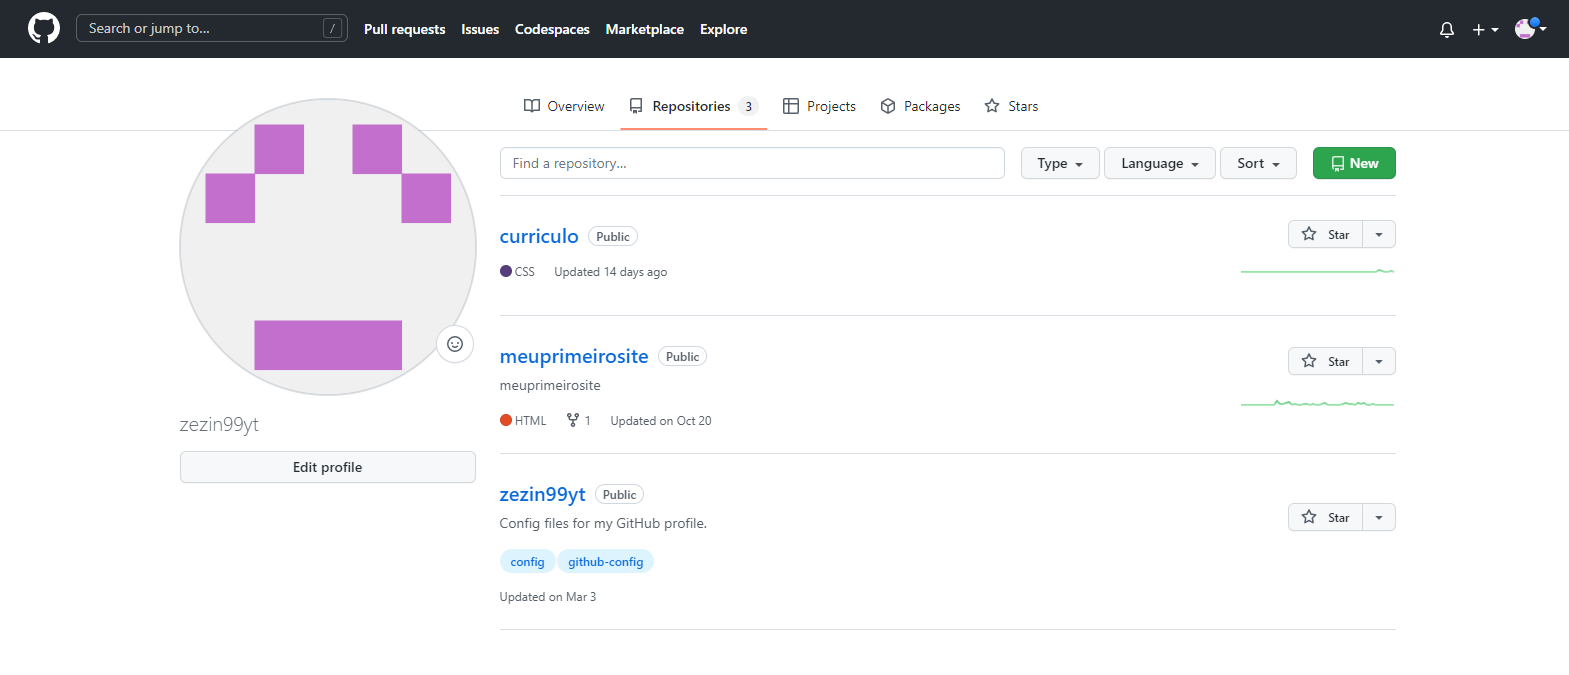 Search or jump to... / Pull requests Issues Codespaces Marketplace Explore
Overview Repositories 3 Projects Packages Stars
Find a repository... Type Language Sort New
curriculo Public Star
CSS Updated 14 days ago
meuprimeirosite Public Star
meuprimeirosite
HTML 1 Updated on Oct 20
zezin99yt
Edit profile
zezin99yt Public
Config files for my GitHub profile. Star
config github-config
Updated on Mar 3